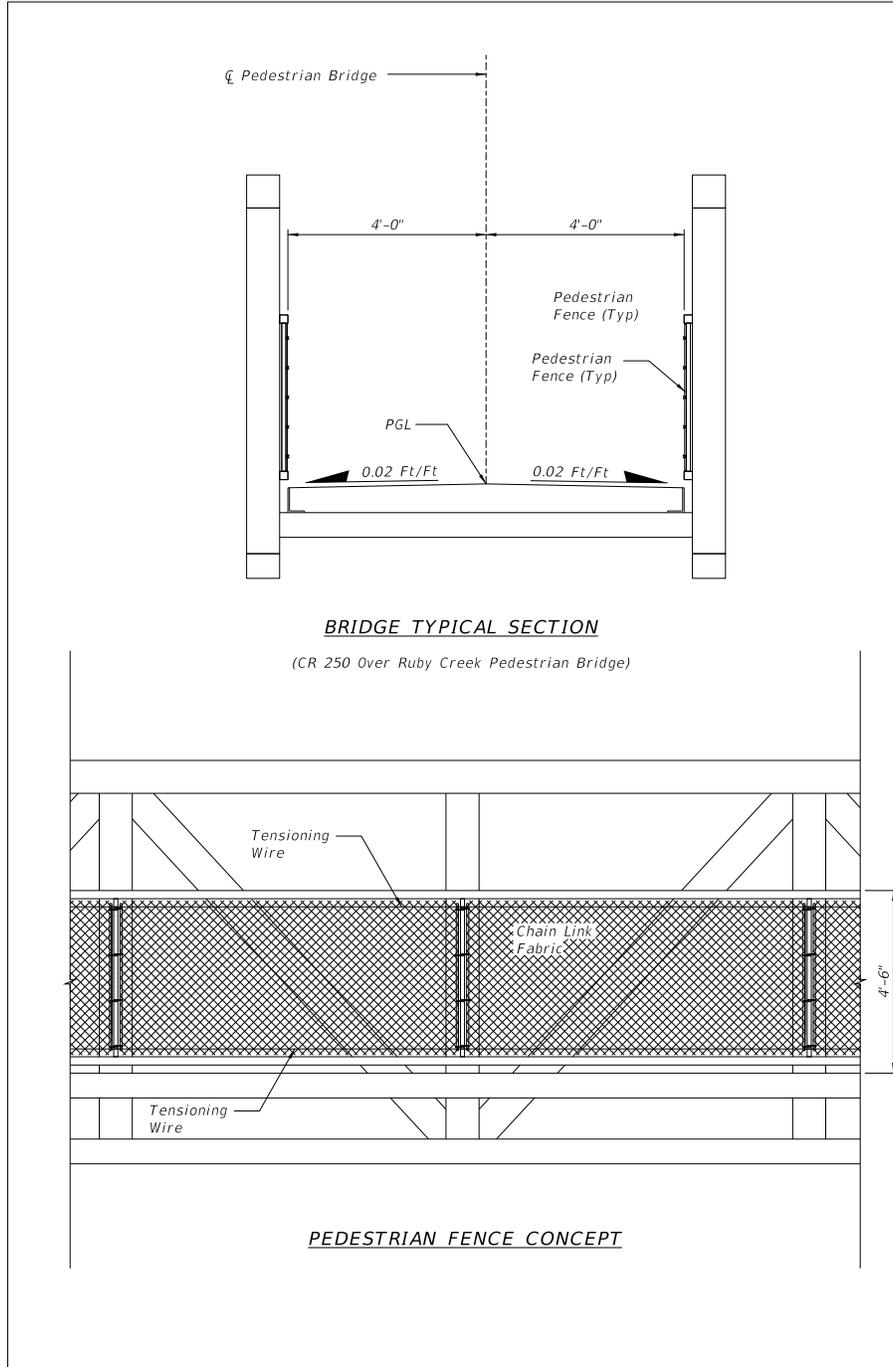 ℄ Pedestrian Bridge
4'-0"
4'-0"
Pedestrian
Fence (Typ)
Pedestrian
Fence (Typ)
PGL
0.02 Ft/Ft
0.02 Ft/Ft
BRIDGE TYPICAL SECTION
(CR 250 Over Ruby Creek Pedestrian Bridge)
Tensioning
Wire
Chain Link
Fabric
4'-6"
Tensioning
Wire
PEDESTRIAN FENCE CONCEPT